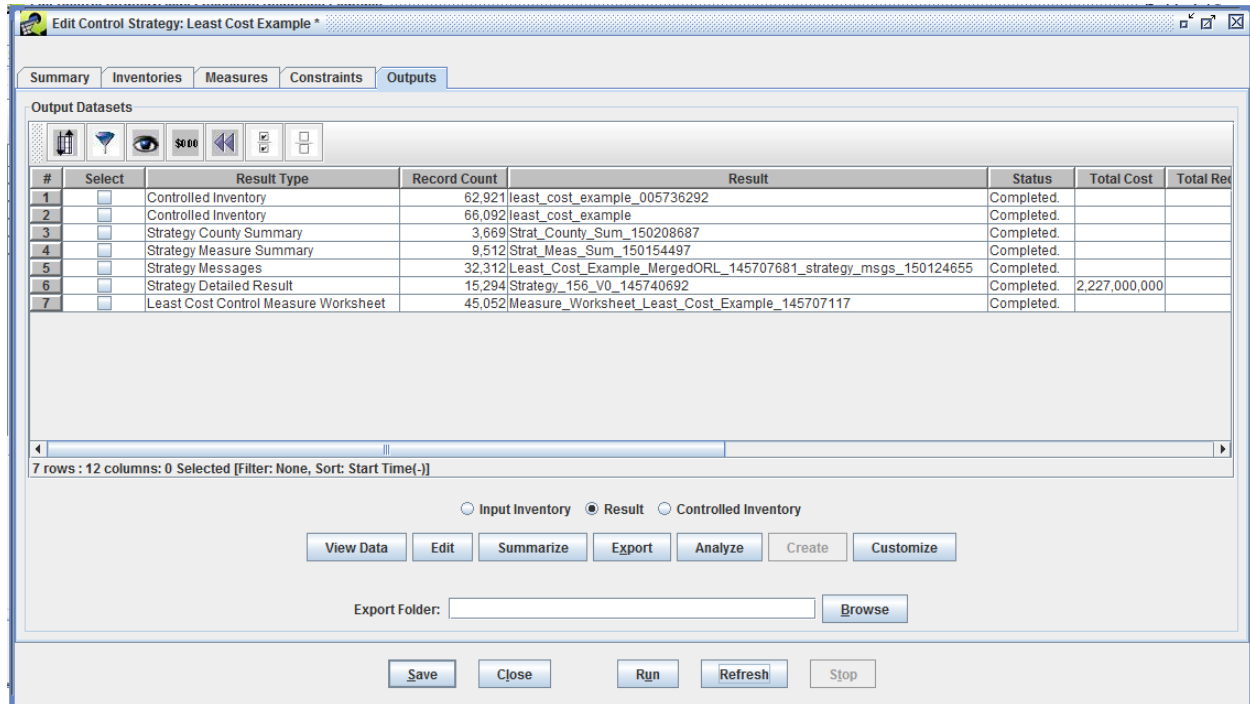 Edit Control Strategy: Least Cost Example *
Summary Inventories Measures Constraints Outputs
Output Datasets
$0.00
# Select Result Type Record Count Result Status Total Cost Total Red
1 Controlled Inventory 62,921 least_cost_example_005736292 Completed.
2 Controlled Inventory 66,092 least_cost_example Completed.
3 Strategy County Summary 3,669 Strat_County_Sum_150208687 Completed.
4 Strategy Measure Summary 9,512 Strat_Meas_Sum_150154497 Completed.
5 Strategy Messages 32,312 Least_Cost_Example_MergedORL_145707681_strategy_msgs_150124655 Completed.
6 Strategy Detailed Result 15,294 Strategy_156_V0_145740692 Completed. 2,227,000,000
7 Least Cost Control Measure Worksheet 45,052 Measure_Worksheet_Least_Cost_Example_145707117 Completed.
7 rows : 12 columns: 0 Selected [Filter: None, Sort: Start Time(-)]
Input Inventory Result Controlled Inventory
View Data Edit Summarize Export Analyze Create Customize
Export Folder: Browse
Save Close Run Refresh Stop